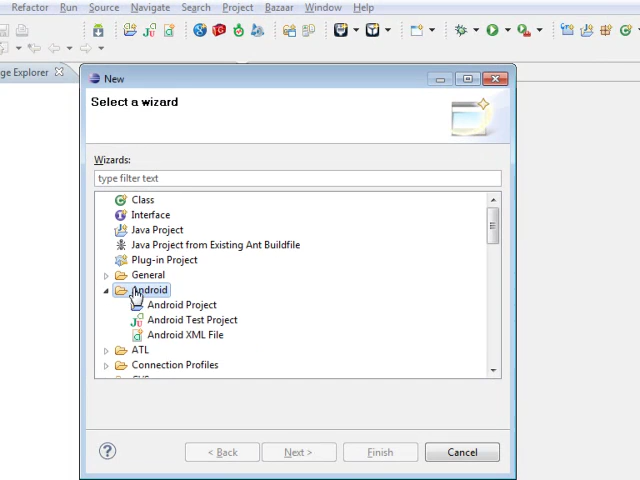 Refactor Run Source Navigate Search Project Bazaar Window Help
ge Explorer
New
Select a wizard
Wizards:
type filter text
Class
Interface
Java Project
Java Project from Existing Ant Buildfile
Plug-in Project
General
Android
Android Project
Android Test Project
Android XML File
ATL
Connection Profiles
CVS
< Back Next > Finish Cancel